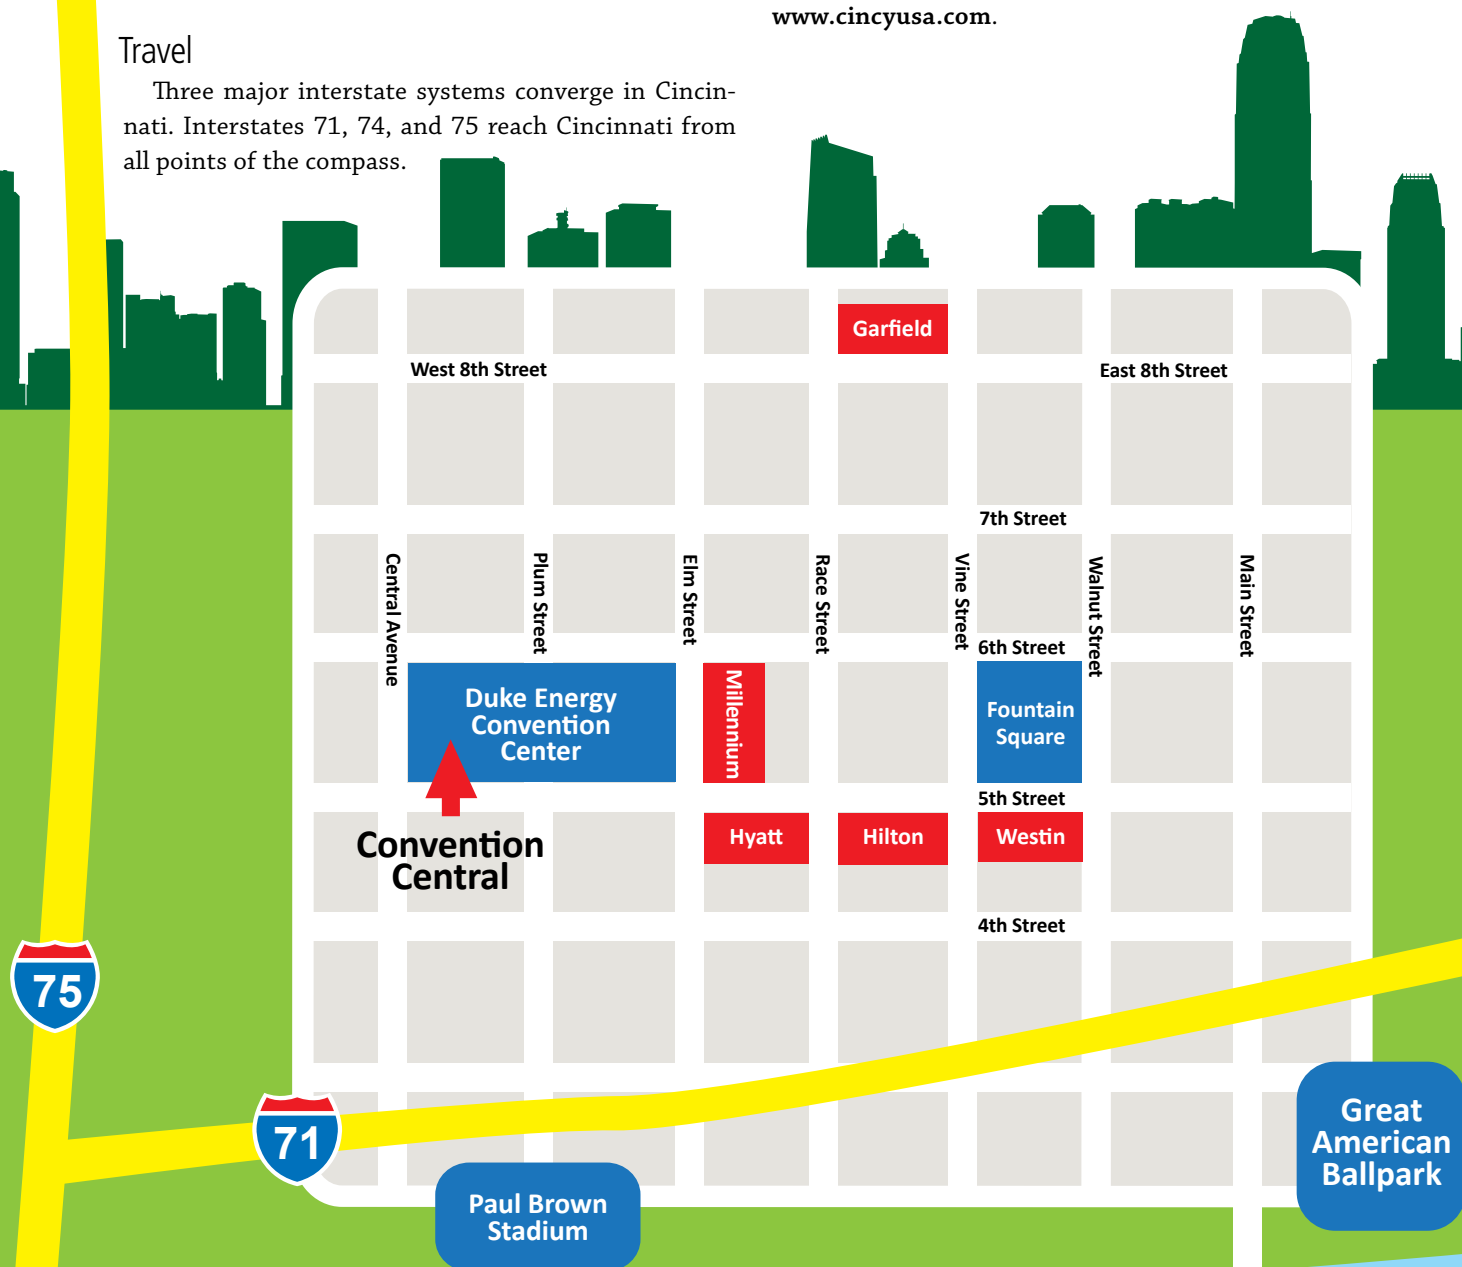 www.cincyusa.com.
Travel
Three major interstate systems converge in Cincin-
nati. Interstates 71, 74, and 75 reach Cincinnati from
all points of the compass.
Garfield
West 8th Street
East 8th Street
7th Street
Central Avenue
Plum Street
Elm Street
Race Street
Vine Street
Walnut Street
Main Street
6th Street
Duke Energy
Convention
Center
Millennium
Fountain
Square
5th Street
Convention
Central
Hyatt
Hilton
Westin
4th Street
75
71
Great
American
Ballpark
Paul Brown
Stadium